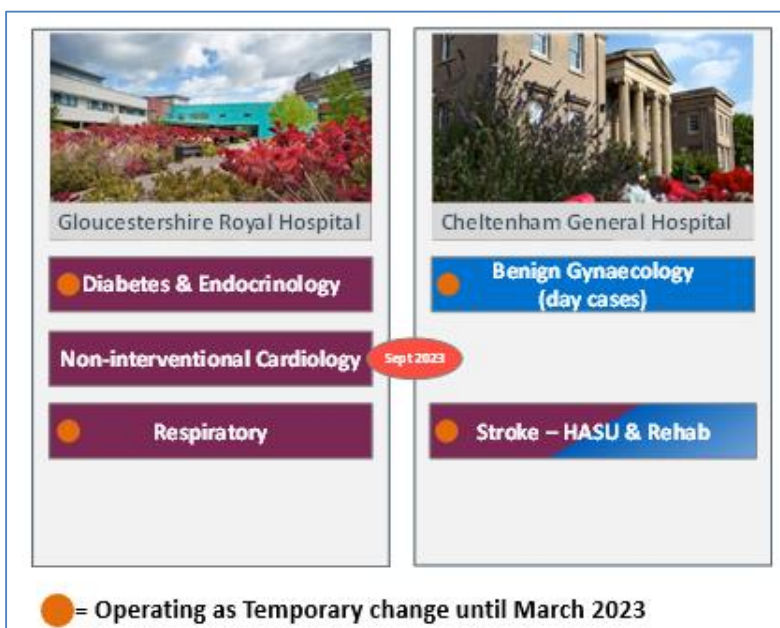 Gloucestershire Royal Hospital
Diabetes & Endocrinology
Non-interventional Cardiology
Respiratory
Sept 2023
Cheltenham General Hospital
Benign Gynaecology
(day cases)
Stroke – HASU & Rehab
= Operating as Temporary change until March 2023